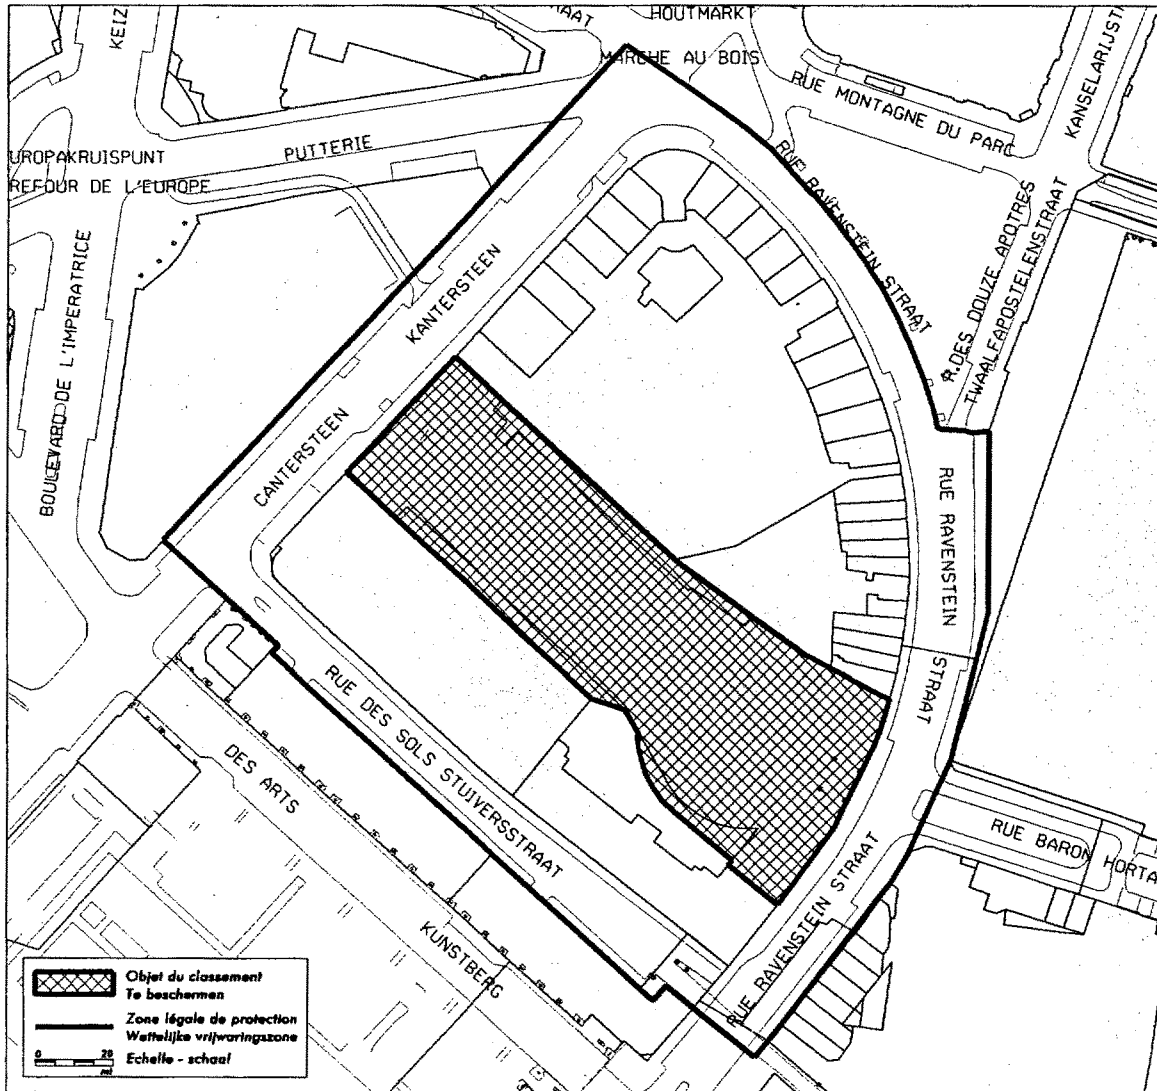 KEIZ
STRAAT
HOUTMARKT
MARCHE AU BOIS
RUE MONTAGNE DU PARC
KANSELARIJSTR
UROPAKRUISPUNT
REFOUR DE L'EUROPE
PUTTERIE
RUE RAVENSTEIN STRAAT
R.DES DOUZE APOTRES
TWAALFAPOSTELENSTRAAT
BOULEVARD DE L'IMPERATRICE
CANTERSTEEN
KANTERSTEEN
RUE RAVENSTEIN
STRAAT
RUE DES SOLS STUIVERSSTRAAT
DES ARTS
KUNSTBERG
RUE RAVENSTEIN STRAAT
RUE BARON HORTA
Objet du classement
Te beschermen
Zone légale de protection
Wettelijke vrijwaringszone
0 20
ml
Echelle - schaal